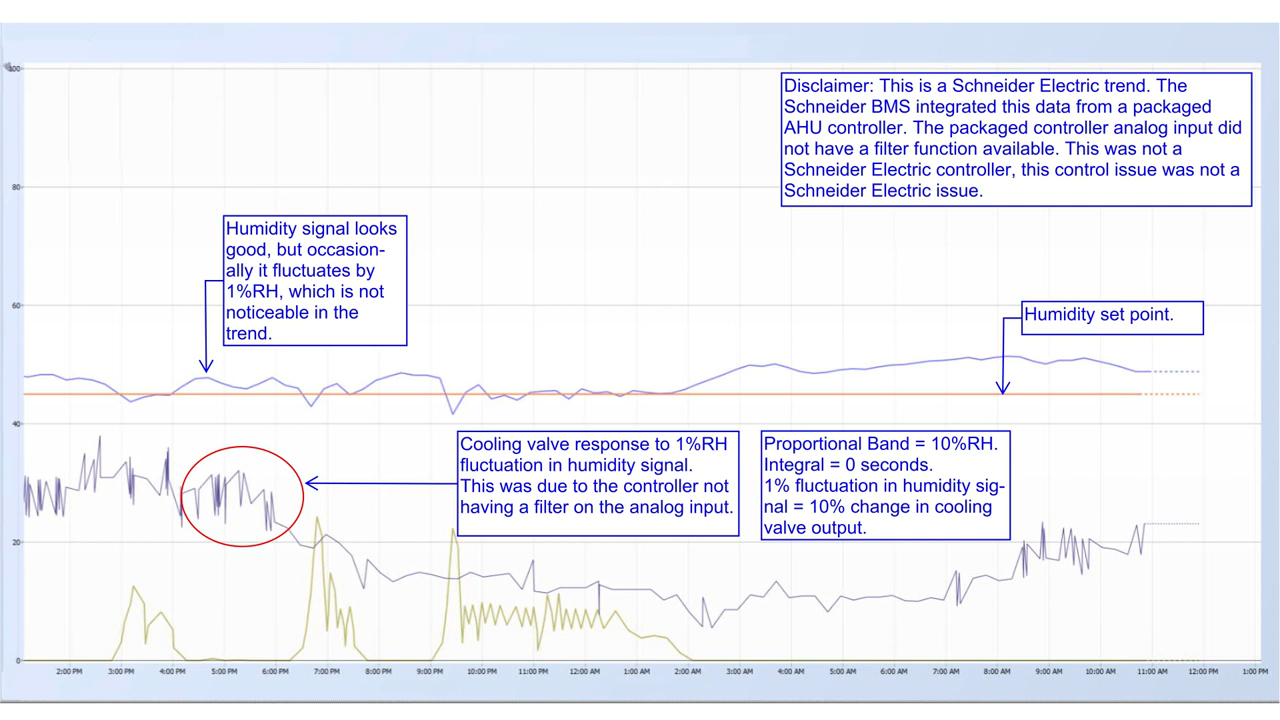 100
Disclaimer: This is a Schneider Electric trend. The
Schneider BMS integrated this data from a packaged
AHU controller. The packaged controller analog input did
not have a filter function available. This was not a
Schneider Electric controller, this control issue was not a
Schneider Electric issue.
80
Humidity signal looks
good, but occasion-
ally it fluctuates by
1%RH, which is not
noticeable in the
trend.
60
Humidity set point.
40
Cooling valve response to 1%RH
fluctuation in humidity signal.
This was due to the controller not
having a filter on the analog input.
Proportional Band = 10%RH.
Integral = 0 seconds.
1% fluctuation in humidity sig-
nal = 10% change in cooling
valve output.
20
0
2:00 PM 3:00 PM 4:00 PM 5:00 PM 6:00 PM 7:00 PM 8:00 PM 9:00 PM 10:00 PM 11:00 PM 12:00 AM 1:00 AM 2:00 AM 3:00 AM 4:00 AM 5:00 AM 6:00 AM 7:00 AM 8:00 AM 9:00 AM 10:00 AM 11:00 AM 12:00 PM 1:00 PM